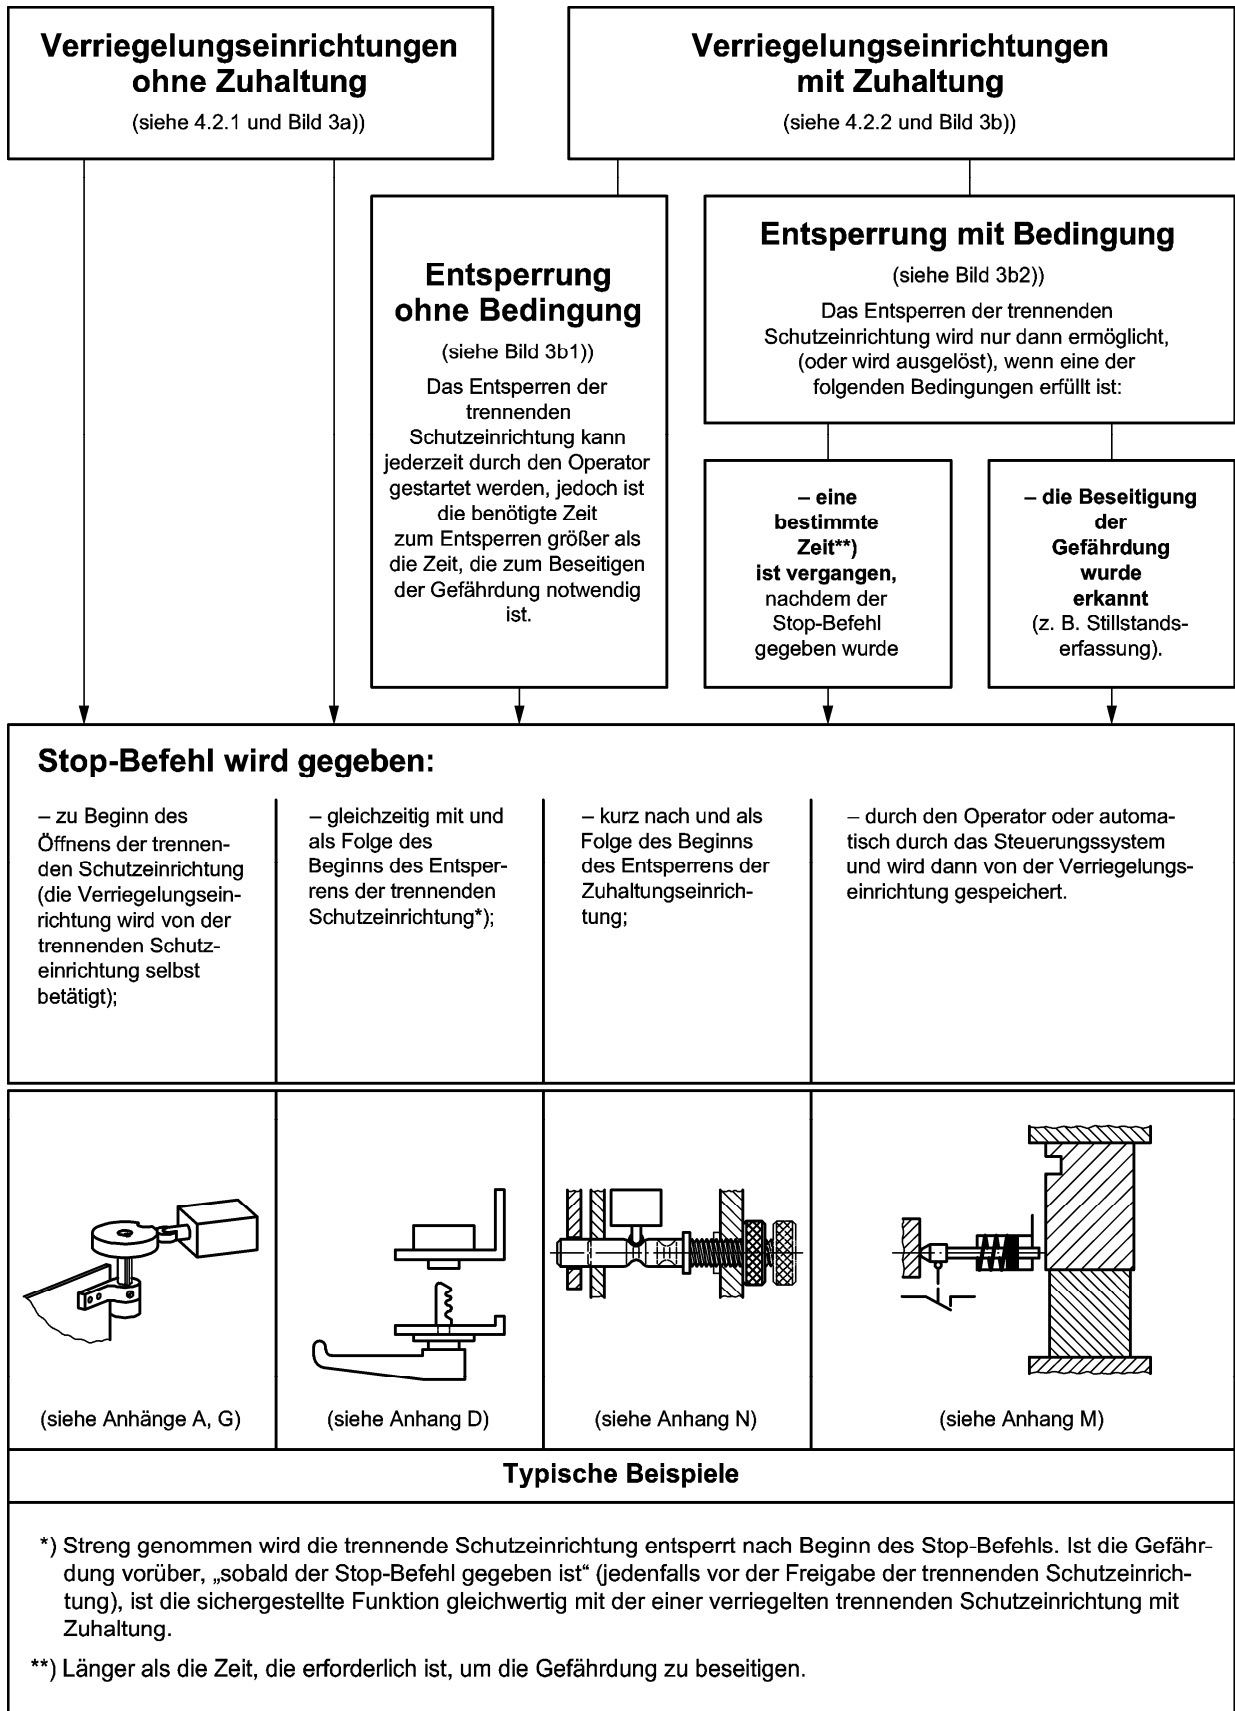 Verriegelungseinrichtungen
ohne Zuhaltung
(siehe 4.2.1 und Bild 3a))
Verriegelungseinrichtungen
mit Zuhaltung
(siehe 4.2.2 und Bild 3b))
Entsperrung
ohne Bedingung
(siehe Bild 3b1))
Das Entsperren der
trennenden
Schutzeinrichtung kann
jederzeit durch den Operator
gestartet werden, jedoch ist
die benötigte Zeit
zum Entsperren größer als
die Zeit, die zum Beseitigen
der Gefährdung notwendig
ist.
Entsperrung mit Bedingung
(siehe Bild 3b2))
Das Entsperren der trennenden
Schutzeinrichtung wird nur dann ermöglicht,
(oder wird ausgelöst), wenn eine der
folgenden Bedingungen erfüllt ist:
– eine
bestimmte
Zeit**)
ist vergangen,
nachdem der
Stop-Befehl
gegeben wurde
– die Beseitigung
der
Gefährdung
wurde
erkannt
(z. B. Stillstands-
erfassung).
Stop-Befehl wird gegeben:
– zu Beginn des
Öffnens der trennen-
den Schutzeinrichtung
(die Verriegelungsein-
richtung wird von der
trennenden Schutz-
einrichtung selbst
betätigt);
– gleichzeitig mit und
als Folge des
Beginns des Entsper-
rens der trennenden
Schutzeinrichtung*);
– kurz nach und als
Folge des Beginns
des Entsperrens der
Zuhaltungseinrich-
tung;
– durch den Operator oder automa-
tisch durch das Steuerungssystem
und wird dann von der Verriegelungs-
einrichtung gespeichert.
(siehe Anhänge A, G)
(siehe Anhang D)
(siehe Anhang N)
(siehe Anhang M)
Typische Beispiele
*) Streng genommen wird die trennende Schutzeinrichtung entsperrt nach Beginn des Stop-Befehls. Ist die Gefähr-
dung vorüber, „sobald der Stop-Befehl gegeben ist“ (jedenfalls vor der Freigabe der trennenden Schutzeinrich-
tung), ist die sichergestellte Funktion gleichwertig mit der einer verriegelten trennenden Schutzeinrichtung mit
Zuhaltung.
**) Länger als die Zeit, die erforderlich ist, um die Gefährdung zu beseitigen.